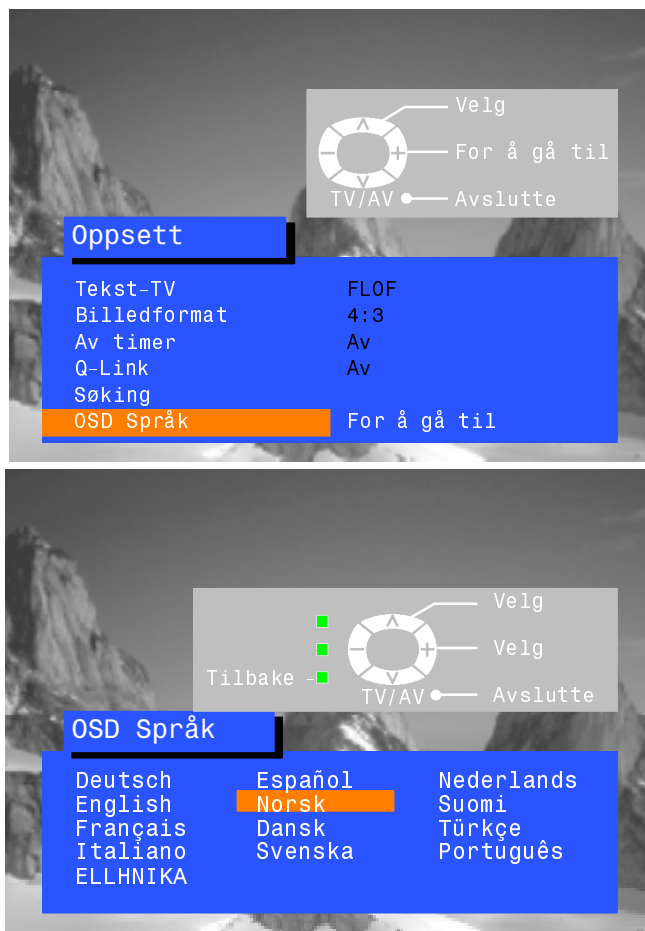 Velg
For å gå til
TV/AV Avslutte
Oppsett
Tekst-TV FLOF
Billedformat 4:3
Av timer Av
Q-Link Av
Søking
OSD Språk For å gå til
Velg
Velg
Tilbake
TV/AV Avslutte
OSD Språk
Deutsch Español Nederlands
English Norsk Suomi
Français Dansk Türkçe
Italiano Svenska Português
ELLHNIKA